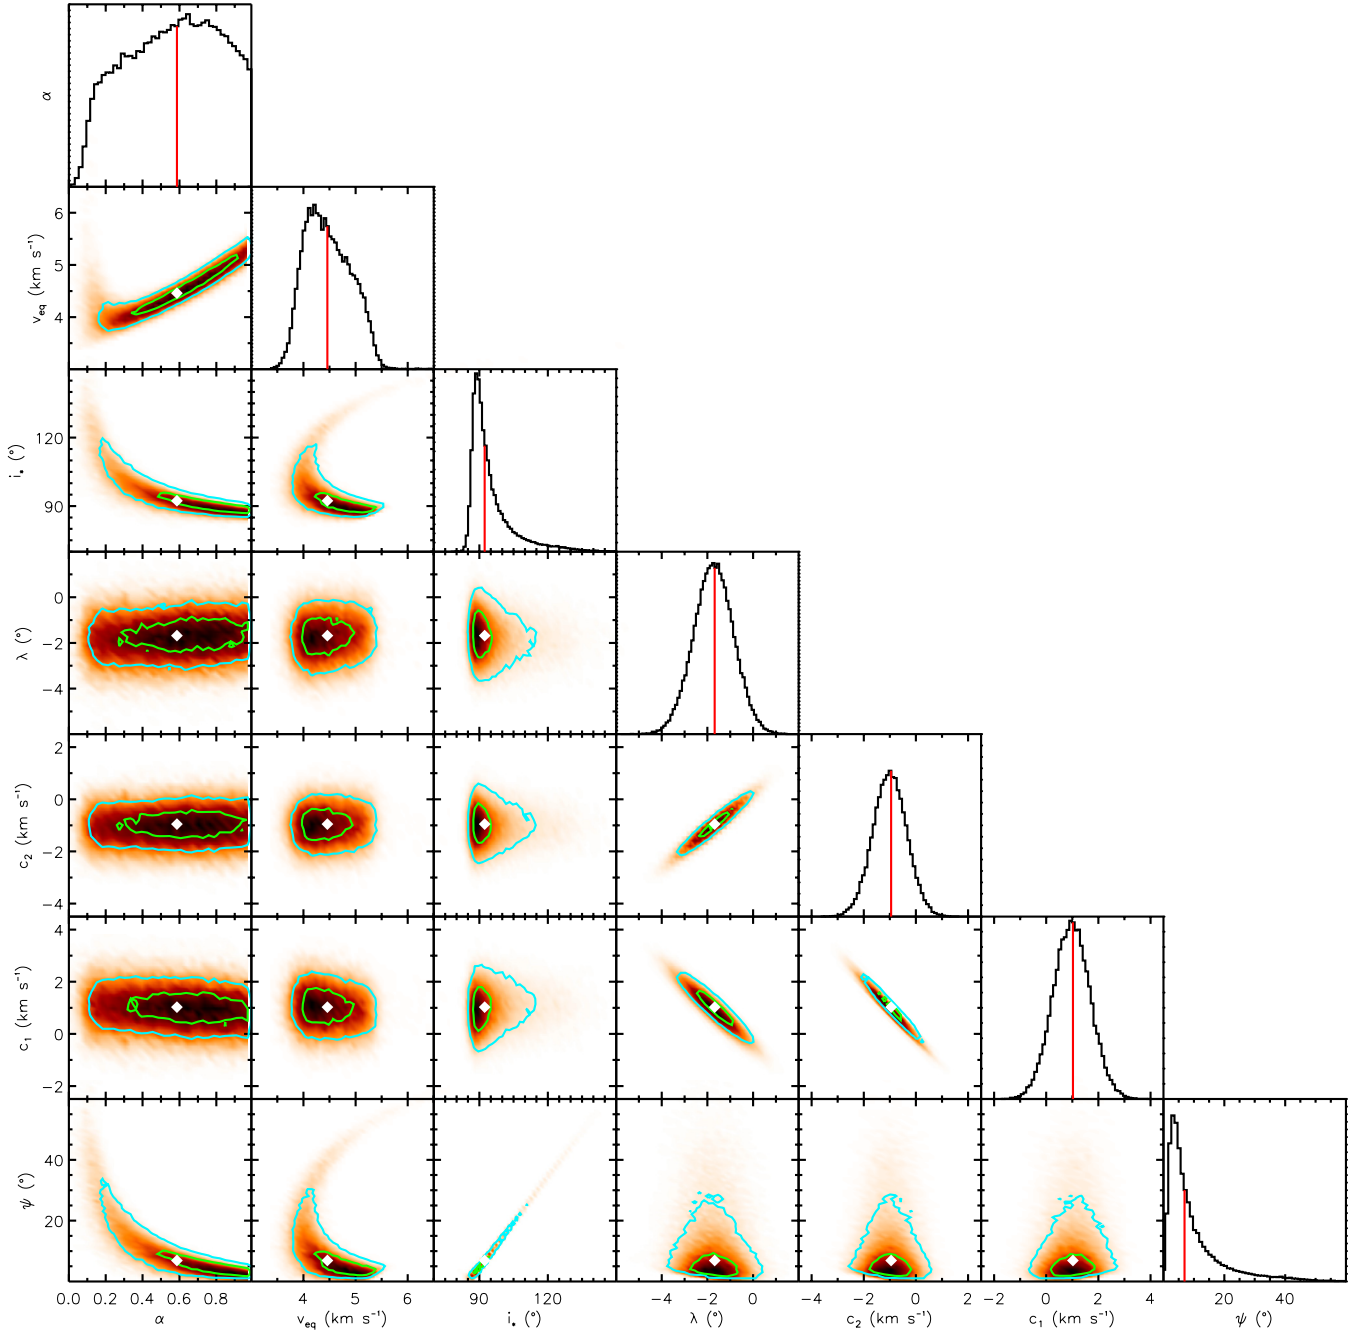 α
6
5
4
v_eq (km s⁻¹)
120
90
i⋆ (°)
0
−2
−4
λ (°)
2
0
−2
−4
c₂ (km s⁻¹)
4
2
0
−2
c₁ (km s⁻¹)
40
20
ψ (°)
0.0 0.2 0.4 0.6 0.8 4 5 6 90 120 −4 −2 0 −4 −2 0 2 0 2 4 20 40
α v_eq (km s⁻¹) i⋆ (°) λ (°) c₂ (km s⁻¹) c₁ (km s⁻¹) ψ (°)